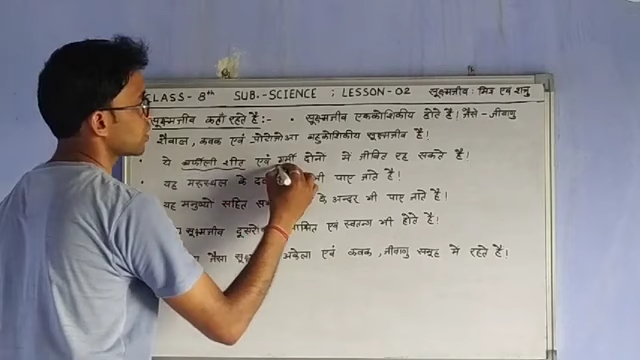 CLASS- 8th SUB.-SCIENCE : LESSON-02 सूक्ष्मजीव: मित्र एवं शत्रु
सूक्ष्मजीव कहाँ रहते है:- • सूक्ष्मजीव एककोशिकीय होते है। जैसे - जीवाणु
शैवाल, कवक एवं प्रोटोजोआ बहुकोशिकीय सूक्ष्मजीव है।
ये बर्फीली शीत एवं गर्मी दोनो में जीवित रह सकते है।
• यह मरुस्थल के भी पाए जाते है।
यह मनुष्यो सहित के अन्दर भी पाए जाते है।
सूक्ष्मजीव एवं स्वतन्त्र भी होते है।
जैसा अकेला एवं कवक, जीवाणु समूह में रहते है।